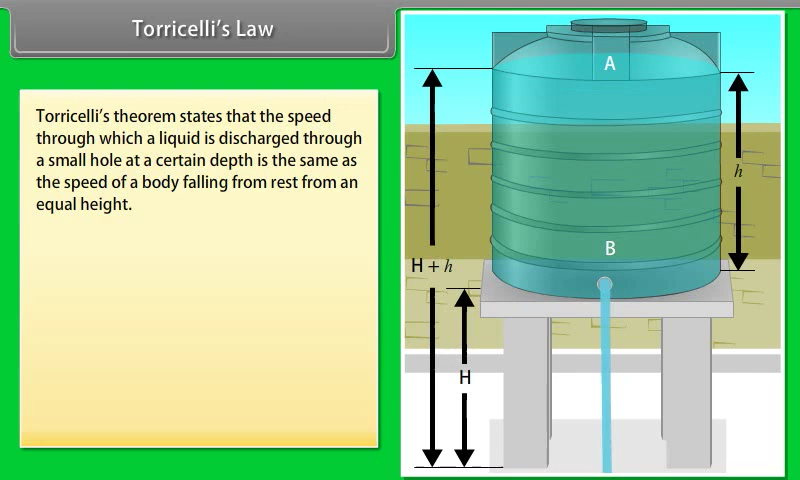 Torricelli's Law
Torricelli's theorem states that the speed
through which a liquid is discharged through
a small hole at a certain depth is the same as
the speed of a body falling from rest from an
equal height.
A
h
B
H + h
H